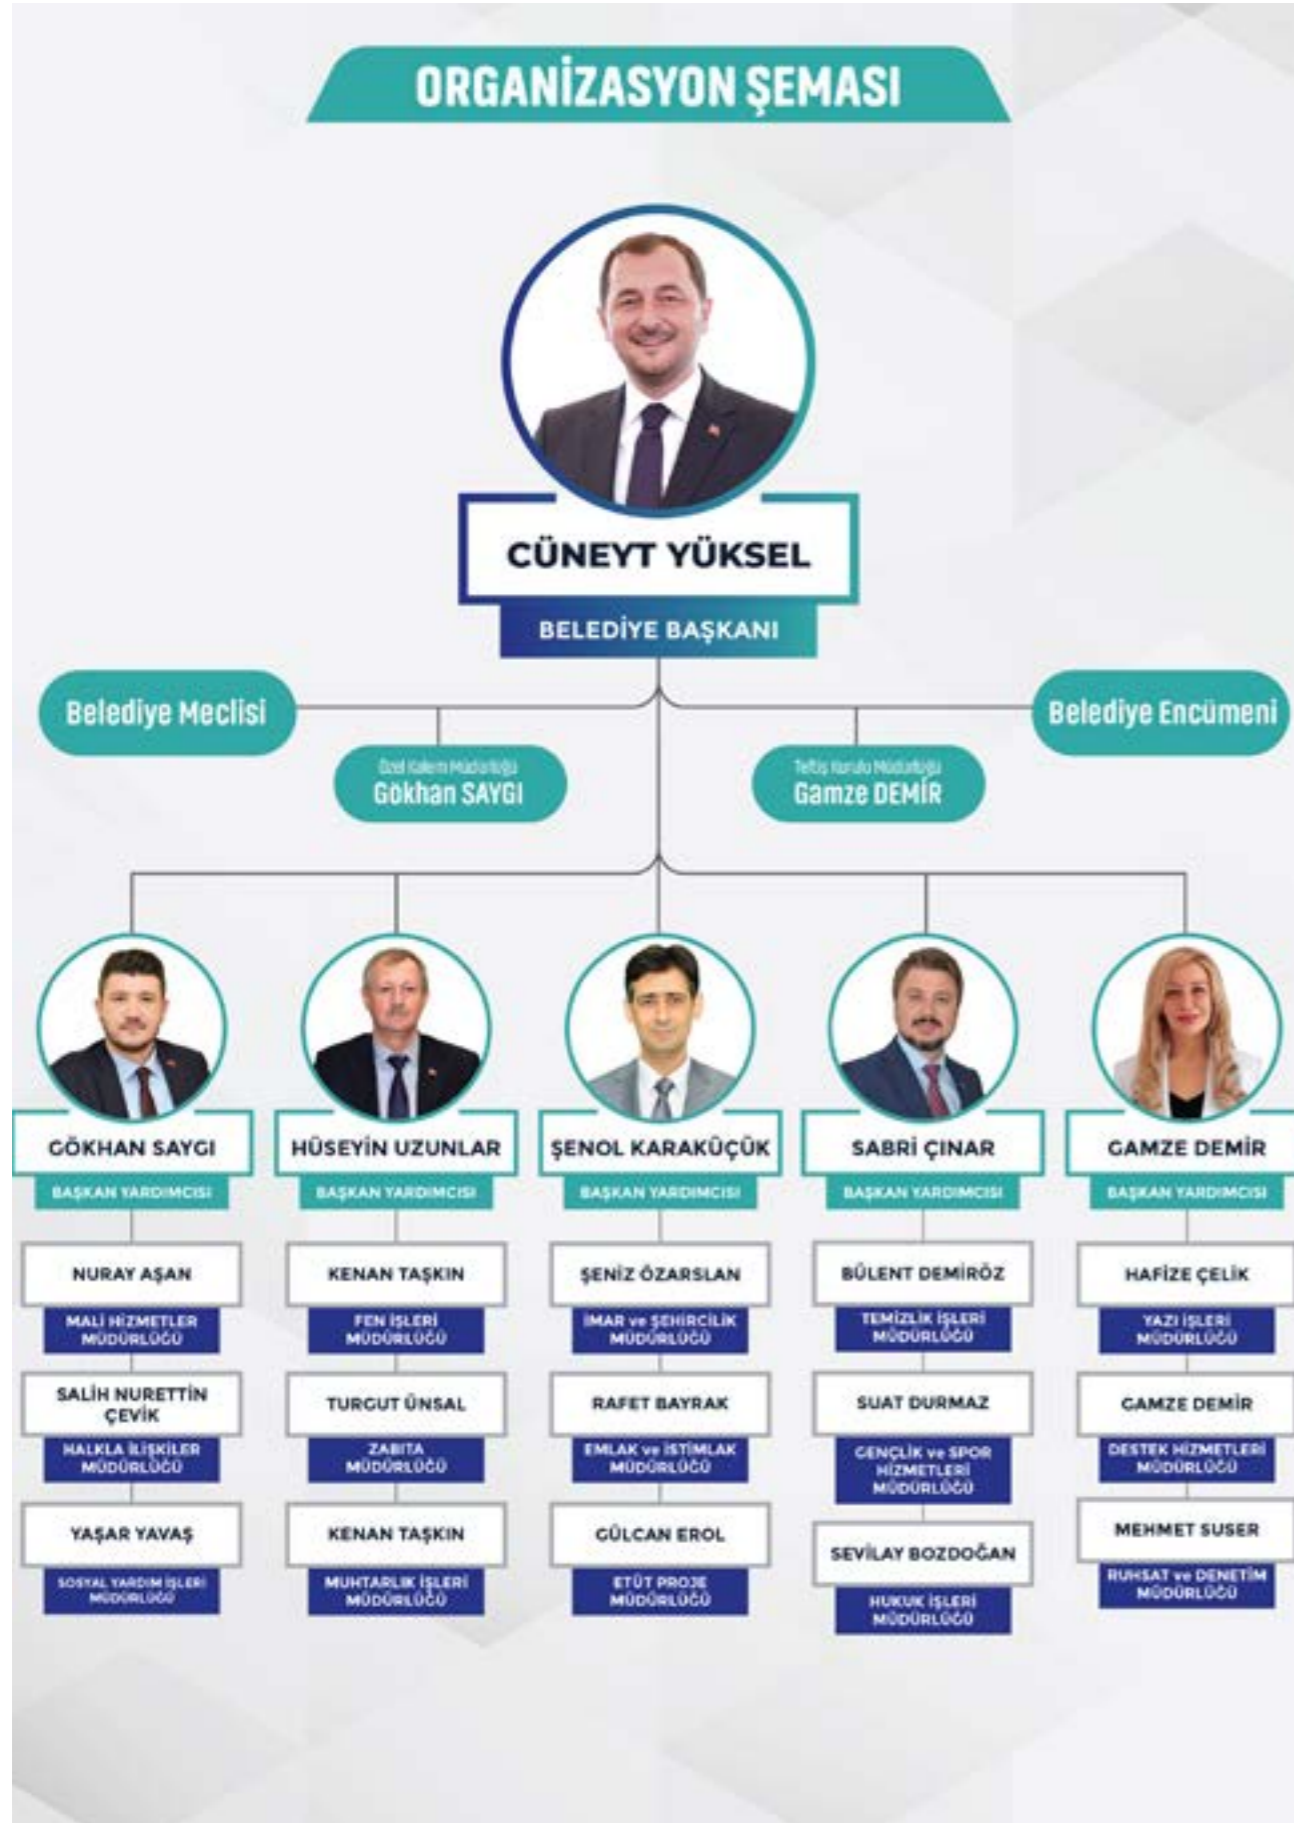 ORGANİZASYON ŞEMASI
CÜNEYT YÜKSEL
BELEDİYE BAŞKANI
Belediye Meclisi
Belediye Encümeni
Özel Kalem Müdürlüğü
Gökhan SAYGI
Teftiş Kurulu Müdürlüğü
Gamze DEMİR
GÖKHAN SAYGI
BAŞKAN YARDIMCISI
NURAY AŞAN
MALİ HİZMETLER
MÜDÜRLÜĞÜ
SALİH NURETTİN
ÇEVİK
HALKLA İLİŞKİLER
MÜDÜRLÜĞÜ
YAŞAR YAVAŞ
SOSYAL YARDIM İŞLERİ
MÜDÜRLÜĞÜ
HÜSEYİN UZUNLAR
BAŞKAN YARDIMCISI
KENAN TAŞKIN
FEN İŞLERİ
MÜDÜRLÜĞÜ
TURGUT ÜNSAL
ZABITA
MÜDÜRLÜĞÜ
KENAN TAŞKIN
MUHTARLIK İŞLERİ
MÜDÜRLÜĞÜ
ŞENOL KARAKÜÇÜK
BAŞKAN YARDIMCISI
ŞENİZ ÖZARSLAN
İMAR ve ŞEHİRCİLİK
MÜDÜRLÜĞÜ
RAFET BAYRAK
EMLAK ve İSTİMLAK
MÜDÜRLÜĞÜ
GÜLCAN EROL
ETÜT PROJE
MÜDÜRLÜĞÜ
SABRİ ÇINAR
BAŞKAN YARDIMCISI
BÜLENT DEMİRÖZ
TEMİZLİK İŞLERİ
MÜDÜRLÜĞÜ
SUAT DURMAZ
GENÇLİK ve SPOR
HİZMETLERİ
MÜDÜRLÜĞÜ
SEVİLAY BOZDOĞAN
HUKUK İŞLERİ
MÜDÜRLÜĞÜ
GAMZE DEMİR
BAŞKAN YARDIMCISI
HAFİZE ÇELİK
YAZI İŞLERİ
MÜDÜRLÜĞÜ
GAMZE DEMİR
DESTEK HİZMETLERİ
MÜDÜRLÜĞÜ
MEHMET SUSER
RUHSAT ve DENETİM
MÜDÜRLÜĞÜ